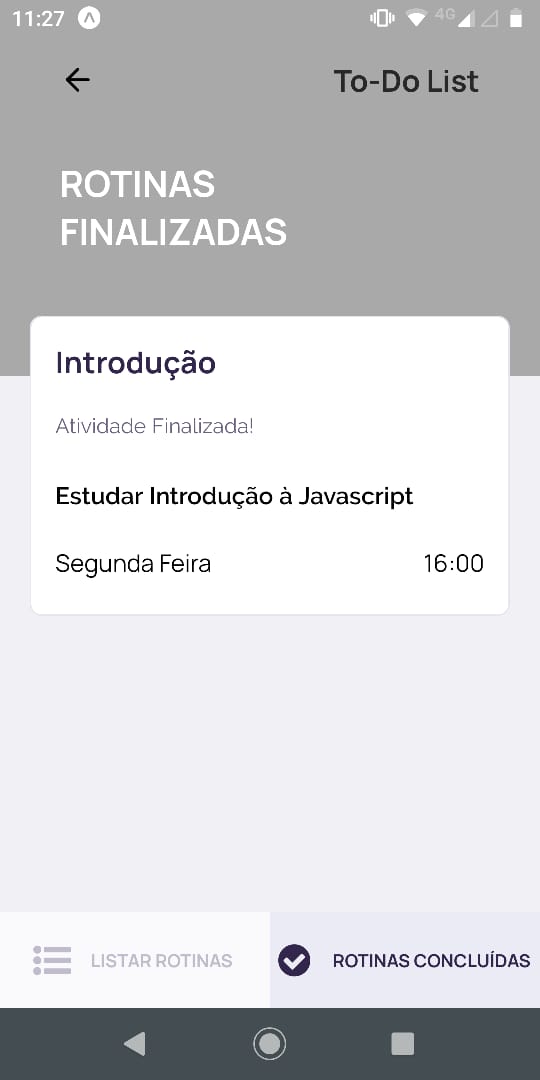 11:27
4G
To-Do List
ROTINAS
FINALIZADAS
Introdução
Atividade Finalizada!
Estudar Introdução à Javascript
Segunda Feira 16:00
LISTAR ROTINAS
ROTINAS CONCLUÍDAS